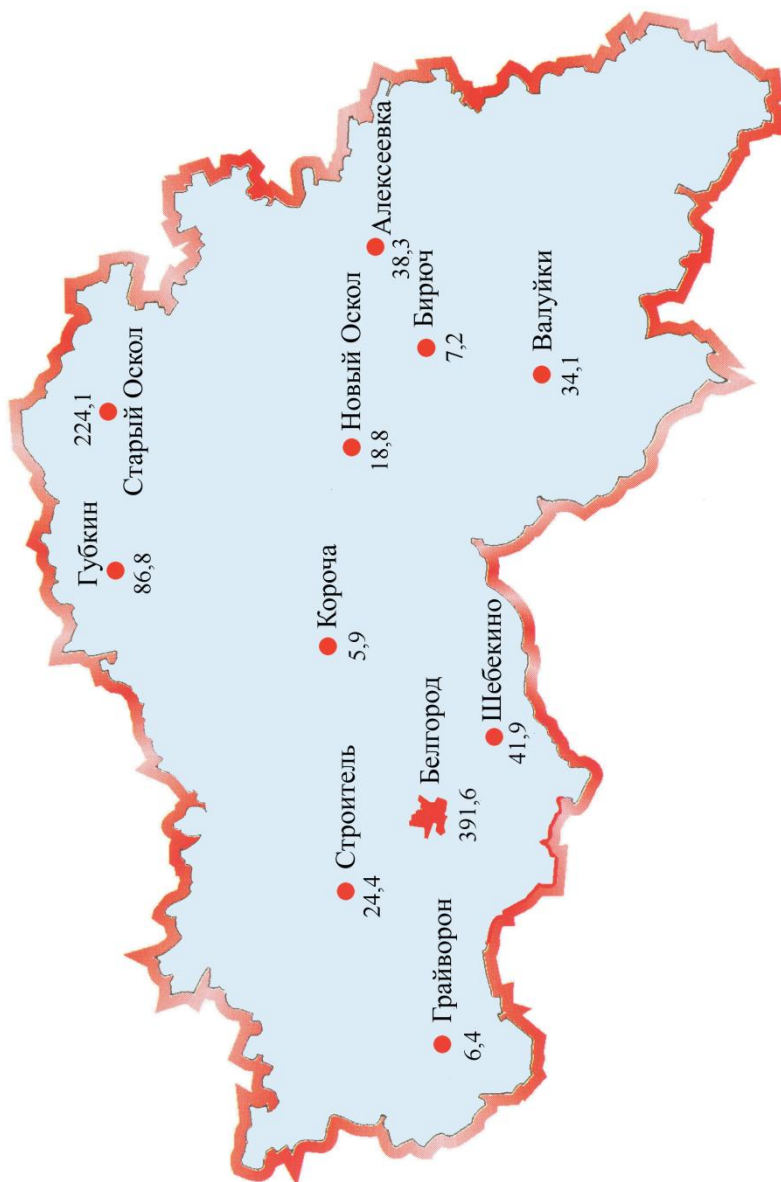 224,1
Старый Оскол
Губкин
86,8
Алексеевка
38,3
Новый Оскол
18,8
Бирюч
7,2
Короча
5,9
Валуйки
34,1
Строитель
24,4
Белгород
391,6
Шебекино
41,9
Грайворон
6,4